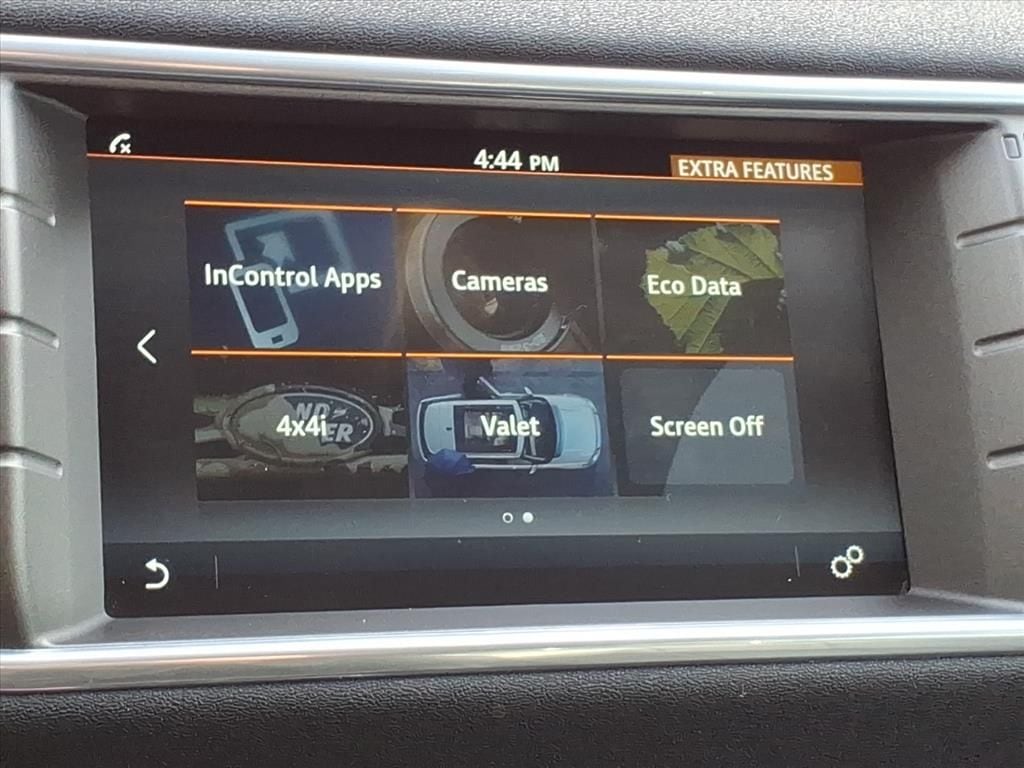 4:44 PM
EXTRA FEATURES
InControl Apps
Cameras
Eco Data
4x4i
Valet
Screen Off